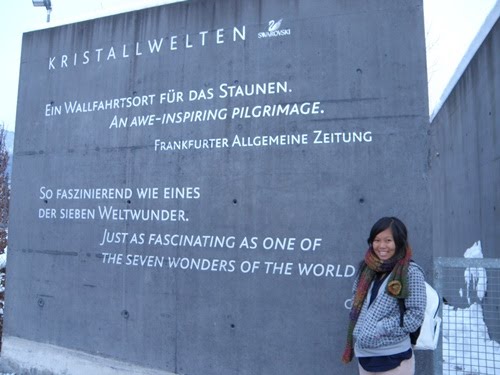 KRISTALLWELTEN SWAROVSKI
EIN WALLFAHRTSORT FÜR DAS STAUNEN.
AN AWE-INSPIRING PILGRIMAGE.
FRANKFURTER ALLGEMEINE ZEITUNG
SO FASZINIEREND WIE EINES
DER SIEBEN WELTWUNDER.
JUST AS FASCINATING AS ONE OF
THE SEVEN WONDERS OF THE WORLD